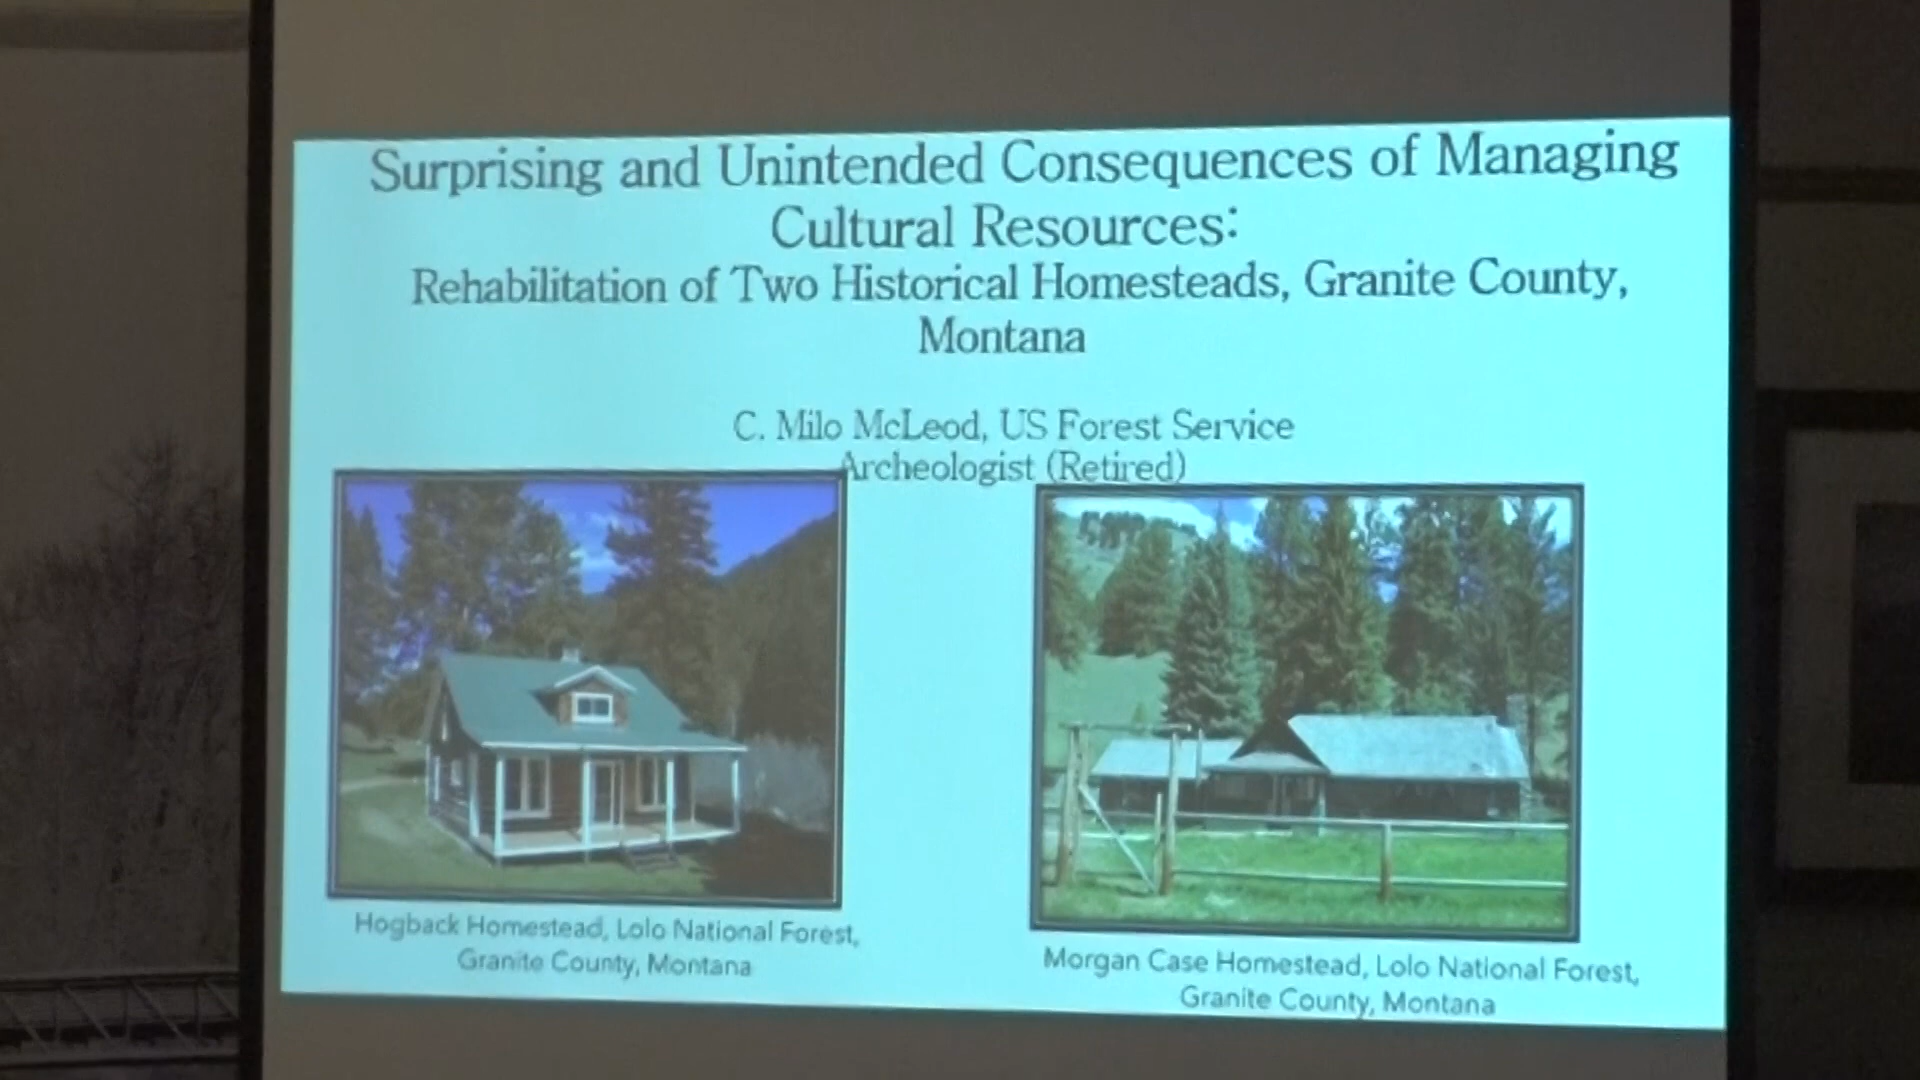 Surprising and Unintended Consequences of Managing
Cultural Resources:
Rehabilitation of Two Historical Homesteads, Granite County,
Montana
C. Milo McLeod, US Forest Service
Archeologist (Retired)
Hogback Homestead, Lolo National Forest,
Granite County, Montana
Morgan Case Homestead, Lolo National Forest,
Granite County, Montana